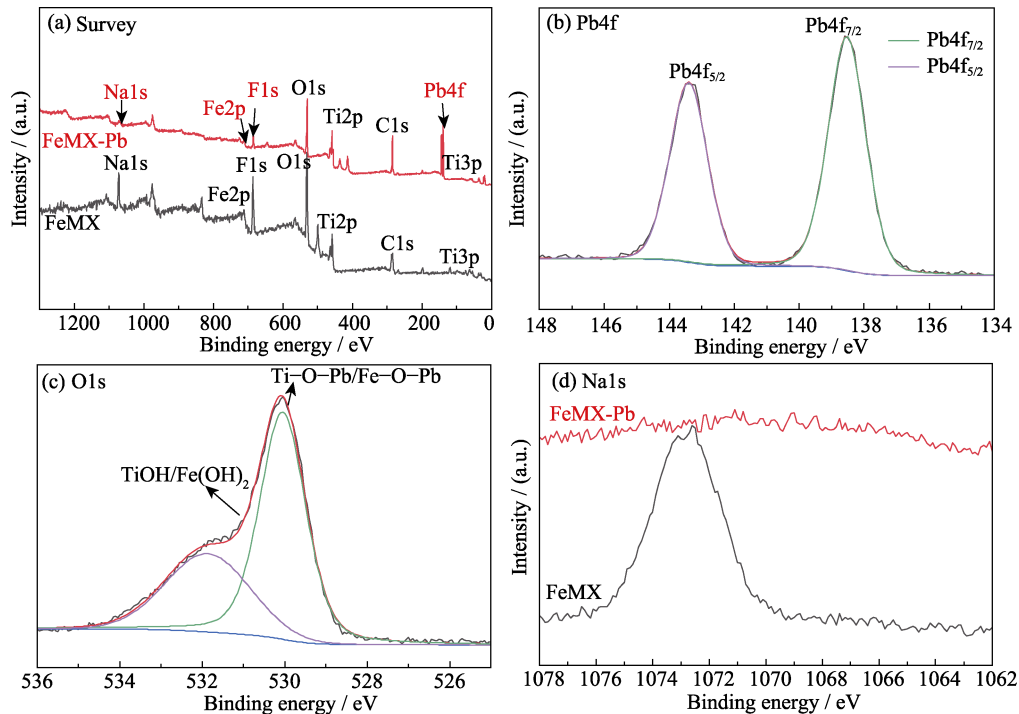 (a) Survey
Na1s
Fe2p
F1s
O1s
Ti2p
C1s
Pb4f
FeMX-Pb
Na1s
Fe2p
F1s
O1s
Ti2p
C1s
Ti3p
Ti3p
FeMX
Intensity / (a.u.)
1200 1000 800 600 400 200 0
Binding energy / eV
(b) Pb4f
Pb4f5/2
Pb4f7/2
Pb4f7/2
Pb4f5/2
Intensity / (a.u.)
148 146 144 142 140 138 136 134
Binding energy / eV
(c) O1s
Ti−O−Pb/Fe−O−Pb
TiOH/Fe(OH)2
Intensity / (a.u.)
536 534 532 530 528 526
Binding energy / eV
(d) Na1s
FeMX-Pb
FeMX
Intensity / (a.u.)
1078 1076 1074 1072 1070 1068 1066 1064 1062
Binding energy / eV